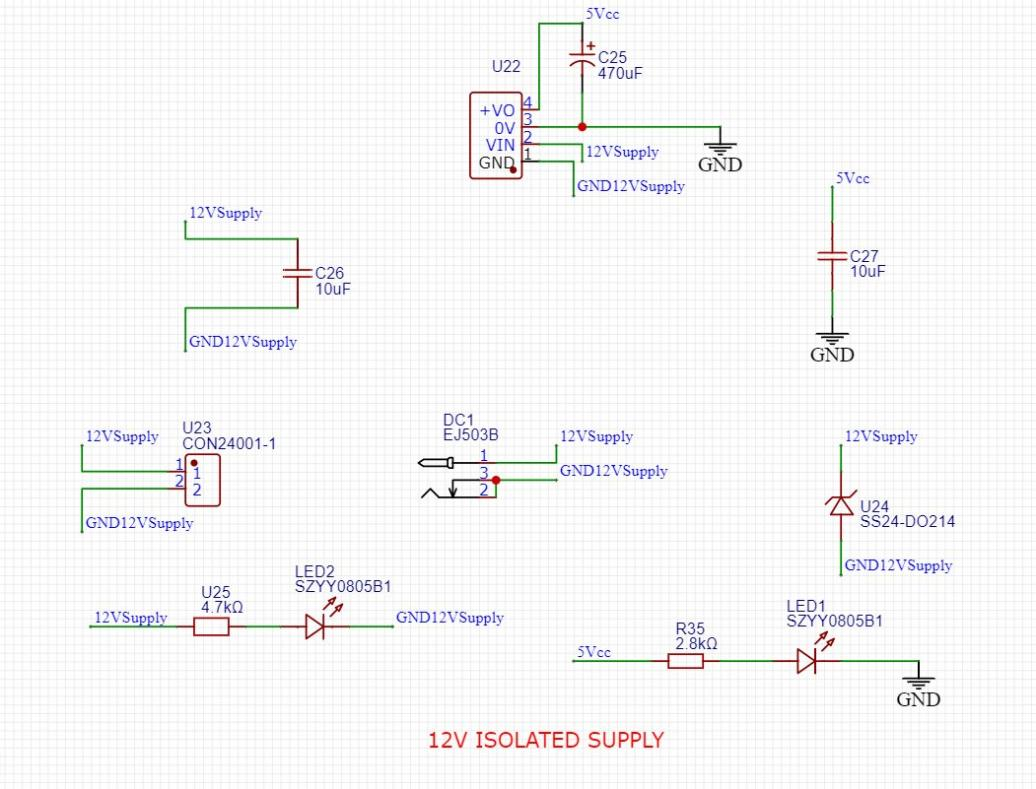 5Vcc
C25
470uF
U22
+VO 4
0V 3
VIN 2
GND 1
12VSupply
GND12VSupply
GND
5Vcc
C27
10uF
GND
12VSupply
C26
10uF
GND12VSupply
U23
CON24001-1
12VSupply
1 1
2 2
GND12VSupply
DC1
EJ503B
12VSupply
1
3
2
GND12VSupply
12VSupply
U24
SS24-DO214
GND12VSupply
12VSupply
U25
4.7kΩ
LED2
SZYY0805B1
GND12VSupply
5Vcc
R35
2.8kΩ
LED1
SZYY0805B1
GND
12V ISOLATED SUPPLY